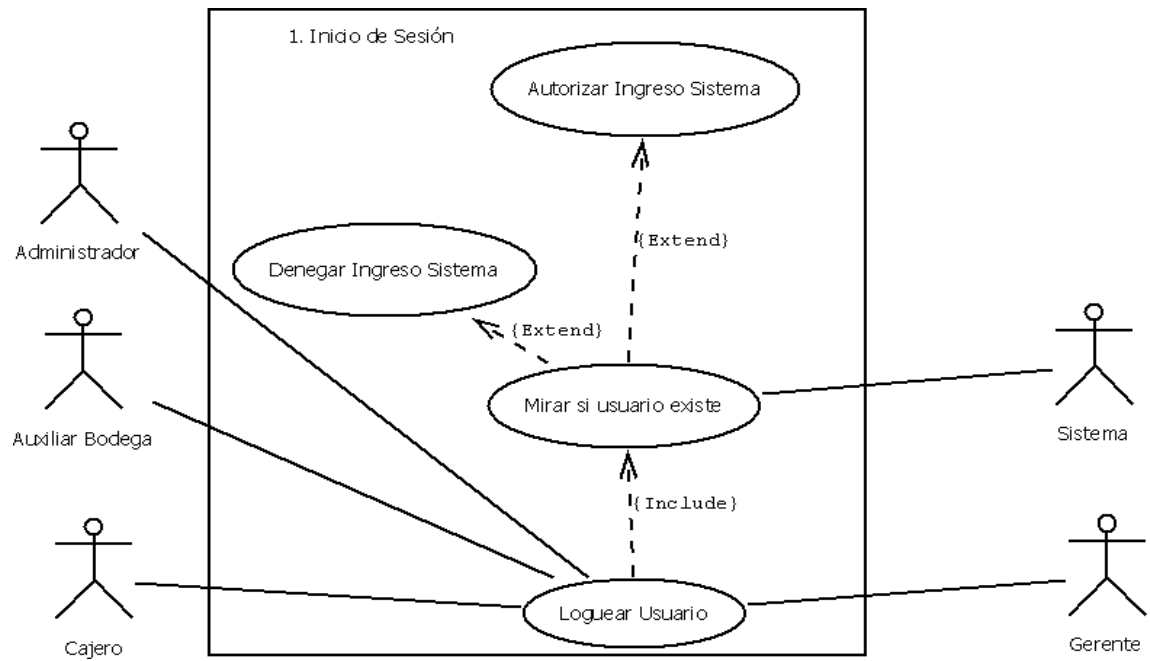 1. Inicio de Sesión
Autorizar Ingreso Sistema
Administrador
{Extend}
Denegar Ingreso Sistema
{Extend}
Auxiliar Bodega
Mirar si usuario existe
Sistema
{Include}
Loguear Usuario
Cajero
Gerente